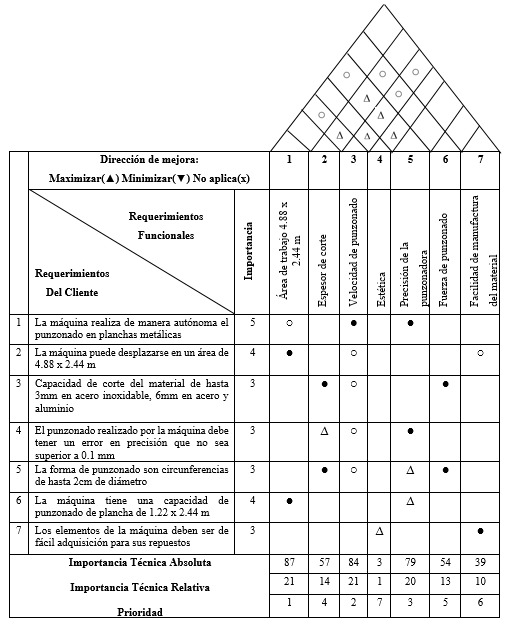 ○
○ ○
Δ ○
○ Δ
Δ Δ Δ
Dirección de mejora: 1 2 3 4 5 6 7
Maximizar(▲) Minimizar(▼) No aplica(x)
Requerimientos
Funcionales
Requerimientos
Del Cliente
Importancia
Área de trabajo 4.88 x
2.44 m
Espesor de corte
Velocidad de punzonado
Estética
Precisión de la
punzonadora
Fuerza de punzonado
Facilidad de manufactura
del material
1 La máquina realiza de manera autónoma el 5 ○ ● ●
punzonado en planchas metálicas
2 La máquina puede desplazarse en un área de 4 ● ○ ○
4.88 x 2.44 m
3 Capacidad de corte del material de hasta 3 ● ○ ●
3mm en acero inoxidable, 6mm en acero y
aluminio
4 El punzonado realizado por la máquina debe 3 Δ ○ ●
tener un error en precisión que no sea
superior a 0.1 mm
5 La forma de punzonado son circunferencias 3 ● ○ Δ ●
de hasta 2cm de diámetro
6 La máquina tiene una capacidad de 4 ● Δ
punzonado de plancha de 1.22 x 2.44 m
7 Los elementos de la máquina deben ser de 3 Δ ●
fácil adquisición para sus repuestos
Importancia Técnica Absoluta 87 57 84 3 79 54 39
Importancia Técnica Relativa 21 14 21 1 20 13 10
Prioridad 1 4 2 7 3 5 6